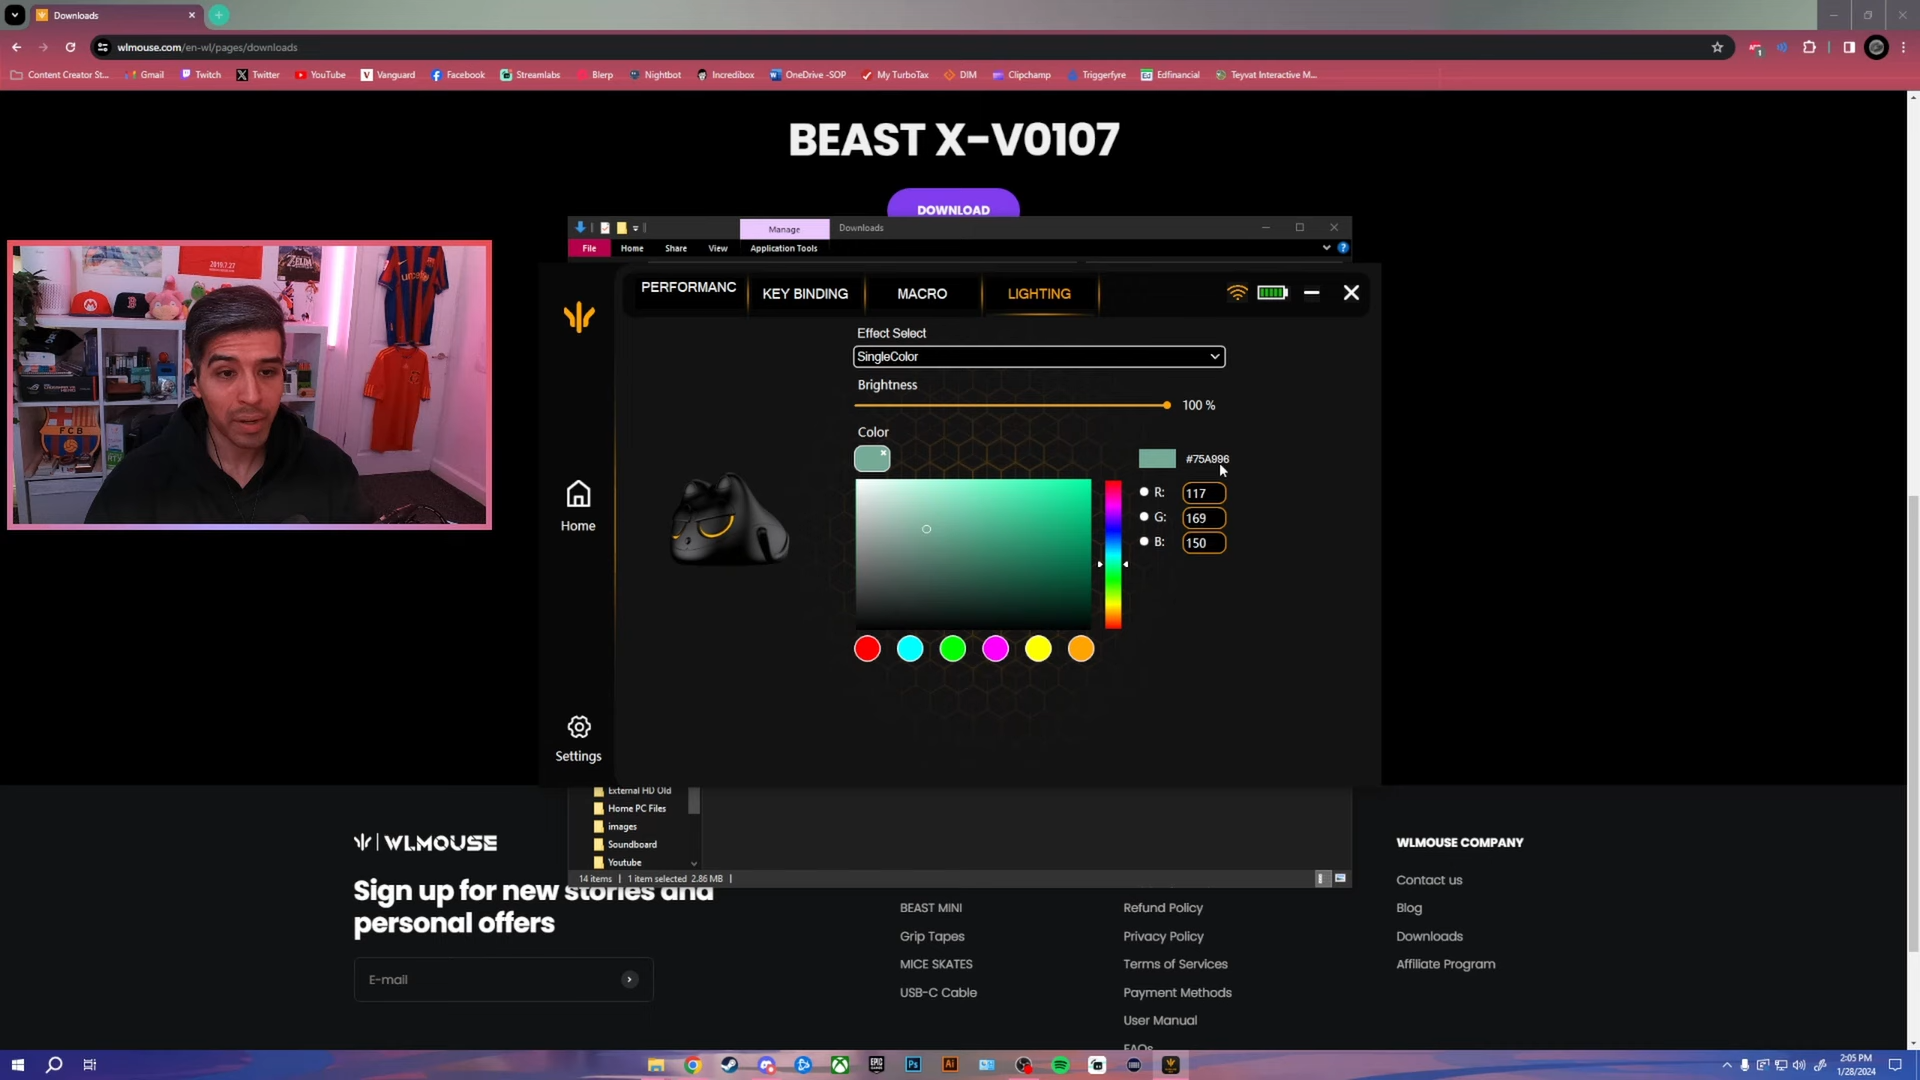 Downloads
wlmouse.com/en-wl/pages/downloads
Content Creator St...
Gmail
Twitch
Twitter
YouTube
Vanguard
Facebook
Streamlabs
Blerp
Nightbot
Incredibox
OneDrive -SOP
My TurboTax
DIM
Clipchamp
Triggerfyre
Edfinancial
Teyvat Interactive M...
BEAST X-V0107
DOWNLOAD
Manage
Downloads
File
Home
Share
View
Application Tools
PERFORMANC
KEY BINDING
MACRO
LIGHTING
Effect Select
SingleColor
Brightness
100 %
Color
#75A996
R:
117
G:
169
B:
150
Home
Settings
2019.7.27
ZELDA
FCB
External HD Old
Home PC Files
images
Soundboard
Youtube
14 items
1 item selected 2.86 MB
WLMOUSE
Sign up for new stories and
personal offers
E-mail
BEAST MINI
Grip Tapes
MICE SKATES
USB-C Cable
Refund Policy
Privacy Policy
Terms of Services
Payment Methods
User Manual
FAQs
WLMOUSE COMPANY
Contact us
Blog
Downloads
Affiliate Program
2:05 PM
1/28/2024